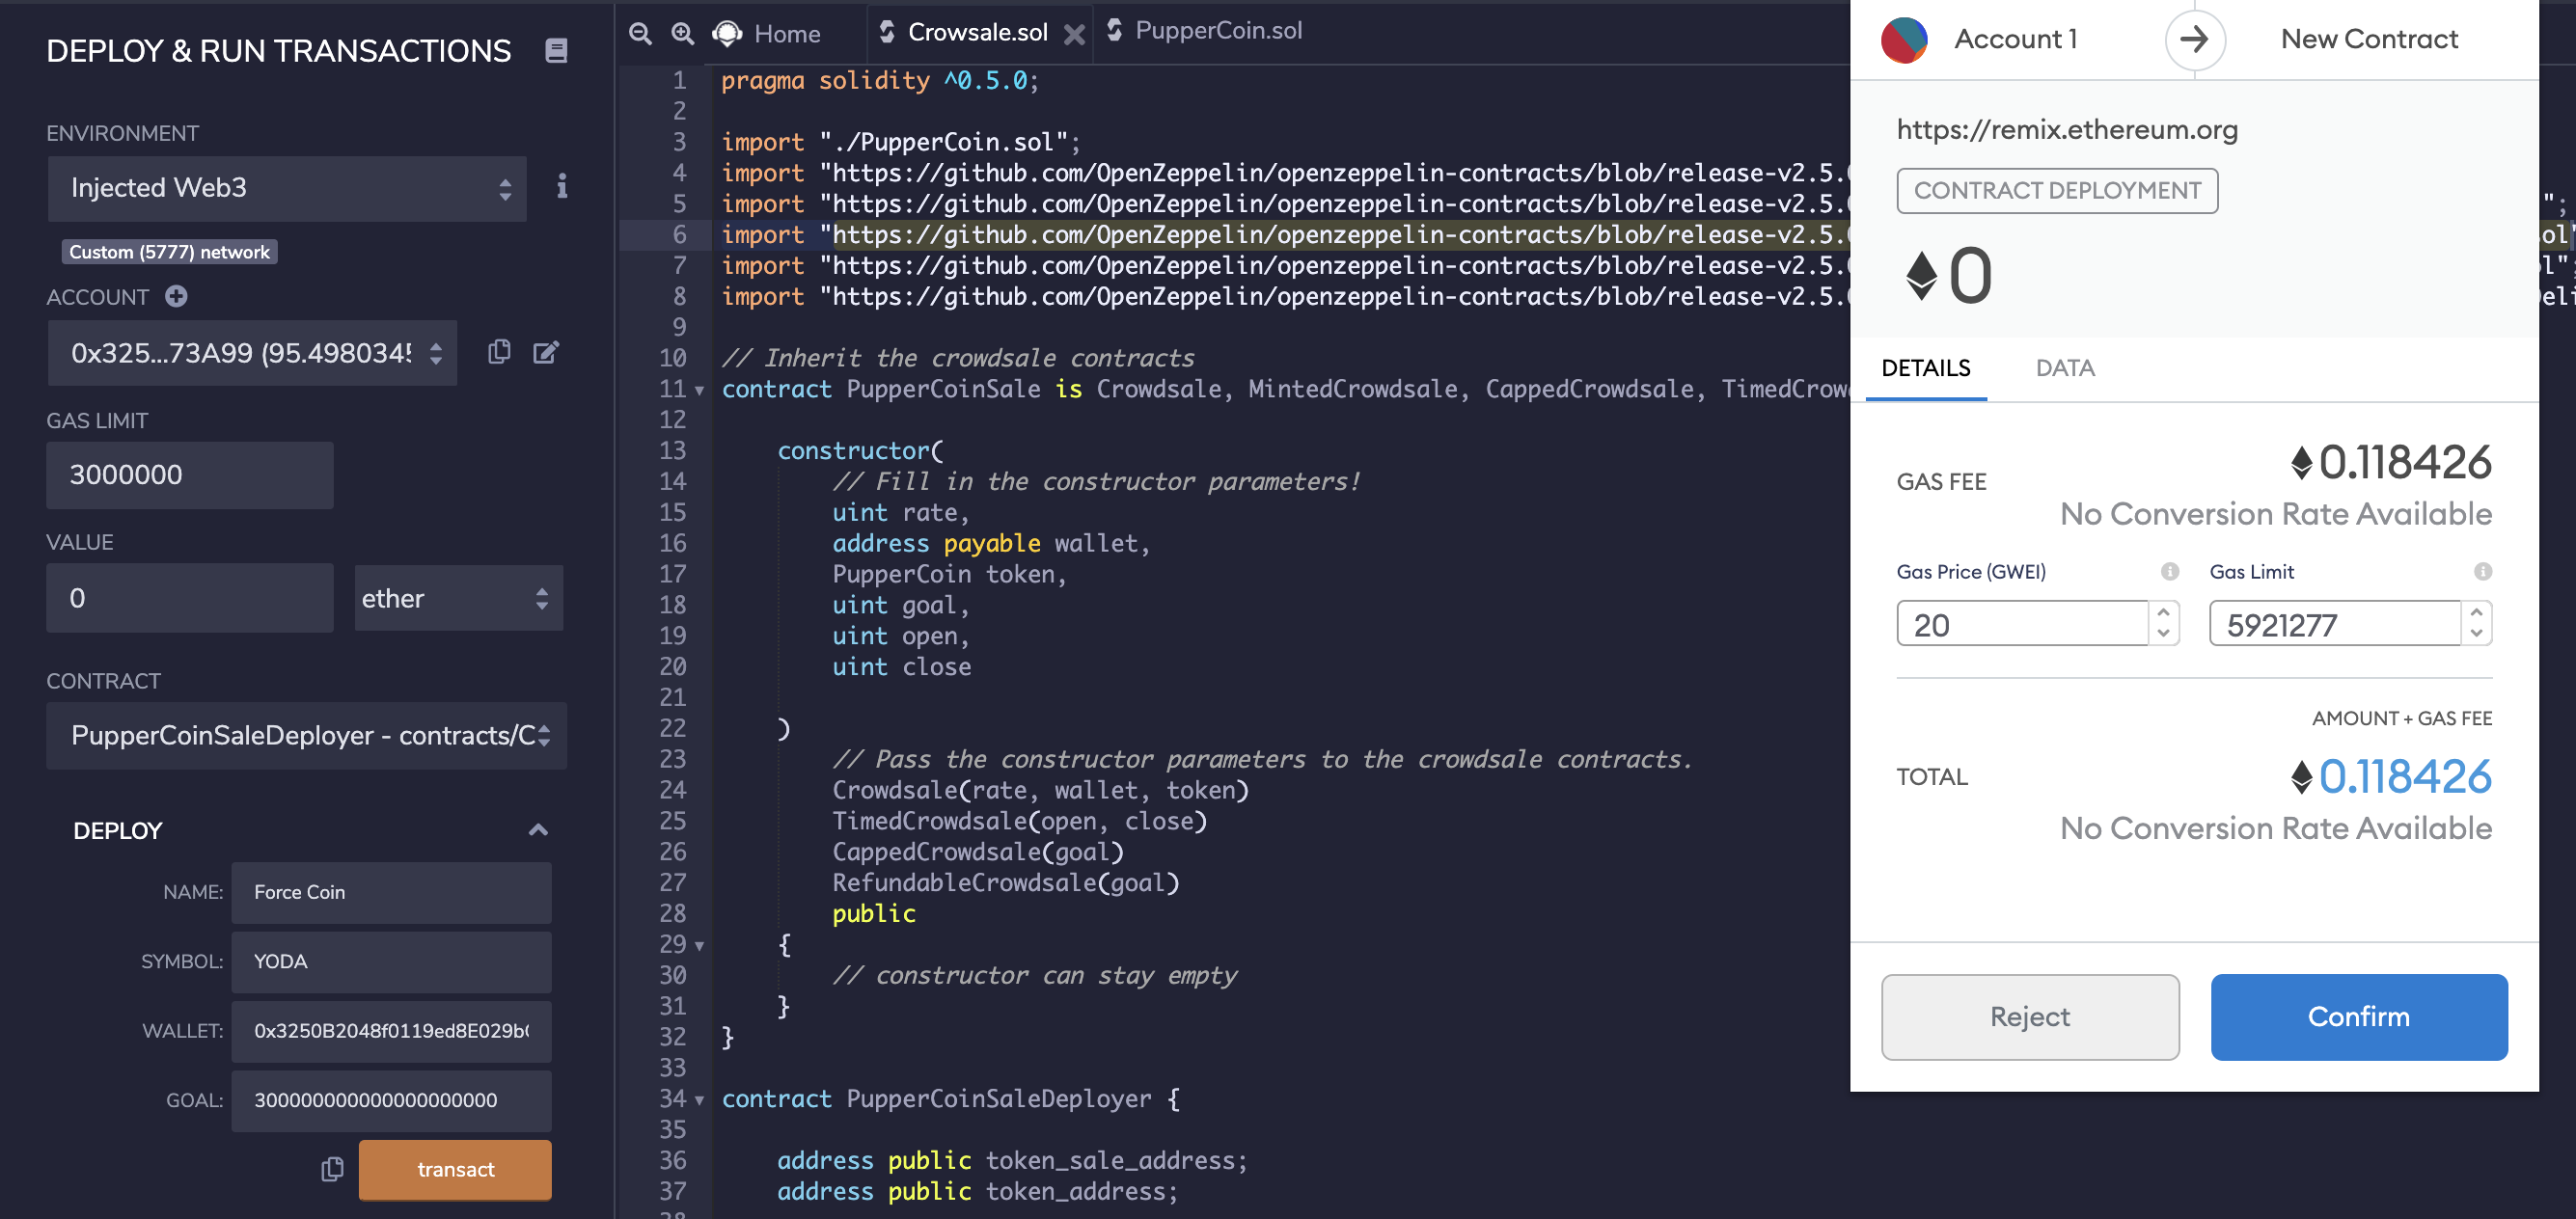 DEPLOY & RUN TRANSACTIONS
ENVIRONMENT
Injected Web3
Custom (5777) network
ACCOUNT
0x325...73A99 (95.4980345
GAS LIMIT
3000000
VALUE
0
ether
CONTRACT
PupperCoinSaleDeployer - contracts/C
DEPLOY
NAME: Force Coin
SYMBOL: YODA
WALLET: 0x3250B2048f0119ed8E029b
GOAL: 300000000000000000000
transact
Home
Crowsale.sol
PupperCoin.sol
1 pragma solidity ^0.5.0;
2
3 import "./PupperCoin.sol";
4 import "https://github.com/OpenZeppelin/openzeppelin-contracts/blob/release-v2.5.0
5 import "https://github.com/OpenZeppelin/openzeppelin-contracts/blob/release-v2.5.0 ";
6 import "https://github.com/OpenZeppelin/openzeppelin-contracts/blob/release-v2.5.0 sol"
7 import "https://github.com/OpenZeppelin/openzeppelin-contracts/blob/release-v2.5.0 ol";
8 import "https://github.com/OpenZeppelin/openzeppelin-contracts/blob/release-v2.5.0 eli
9
10 // Inherit the crowdsale contracts
11 contract PupperCoinSale is Crowdsale, MintedCrowdsale, CappedCrowdsale, TimedCrow
12
13 constructor(
14 // Fill in the constructor parameters!
15 uint rate,
16 address payable wallet,
17 PupperCoin token,
18 uint goal,
19 uint open,
20 uint close
21
22 )
23 // Pass the constructor parameters to the crowdsale contracts.
24 Crowdsale(rate, wallet, token)
25 TimedCrowdsale(open, close)
26 CappedCrowdsale(goal)
27 RefundableCrowdsale(goal)
28 public
29 {
30 // constructor can stay empty
31 }
32 }
33
34 contract PupperCoinSaleDeployer {
35
36 address public token_sale_address;
37 address public token_address;
38
Account 1
New Contract
https://remix.ethereum.org
CONTRACT DEPLOYMENT
0
DETAILS
DATA
GAS FEE
0.118426
No Conversion Rate Available
Gas Price (GWEI)
Gas Limit
20
5921277
AMOUNT + GAS FEE
TOTAL
0.118426
No Conversion Rate Available
Reject
Confirm